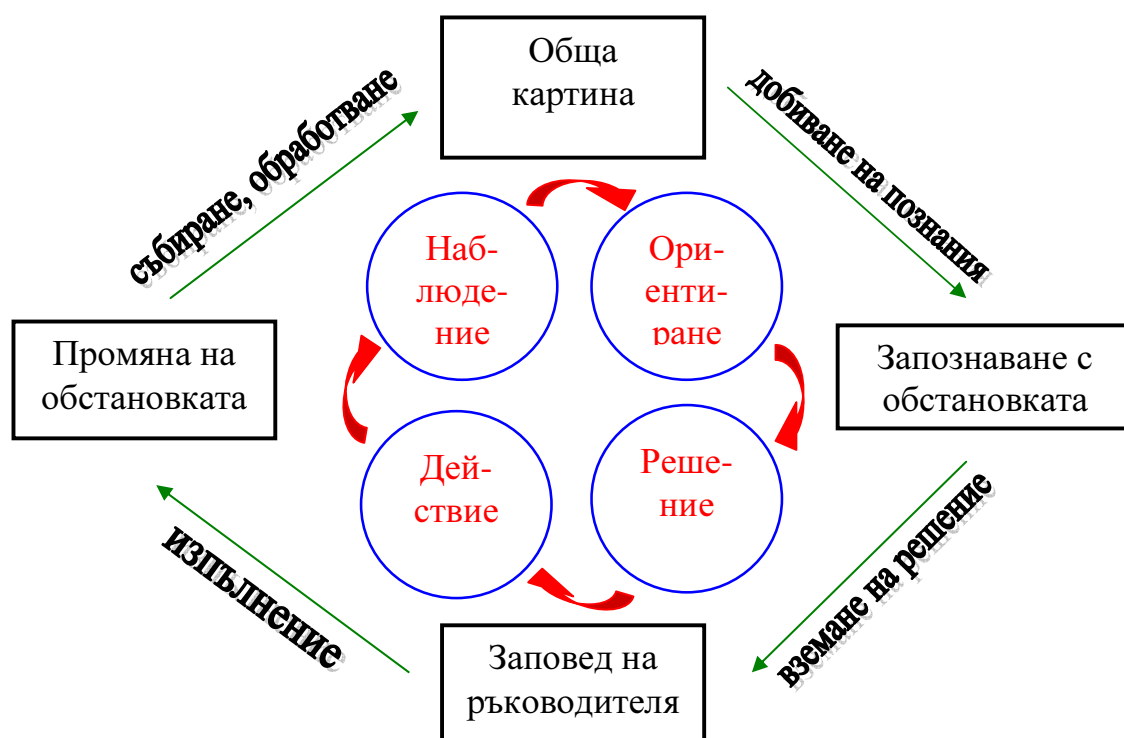 Обща
картина
събиране, обработване
добиване на познания
Наб-
люде-
ние
Ори-
енти-
ране
Промяна на
обстановката
Запознаване с
обстановката
Дей-
ствие
Реше-
ние
изпълнение
вземане на решение
Заповед на
ръководителя